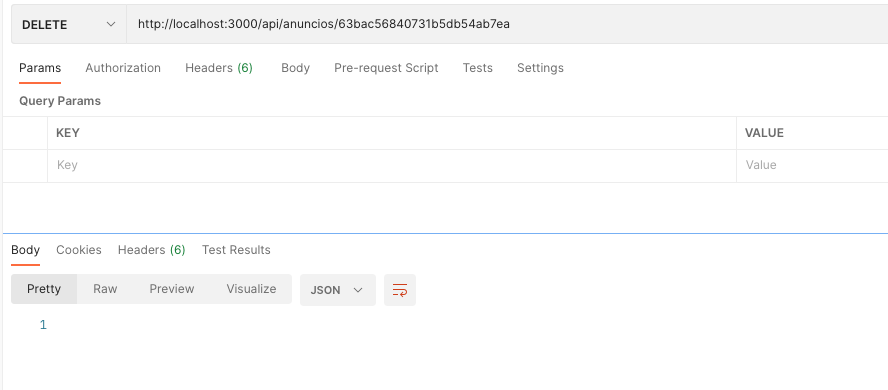 DELETE http://localhost:3000/api/anuncios/63bac56840731b5db54ab7ea
Params Authorization Headers (6) Body Pre-request Script Tests Settings
Query Params
KEY VALUE
Key Value
Body Cookies Headers (6) Test Results
Pretty Raw Preview Visualize JSON
1